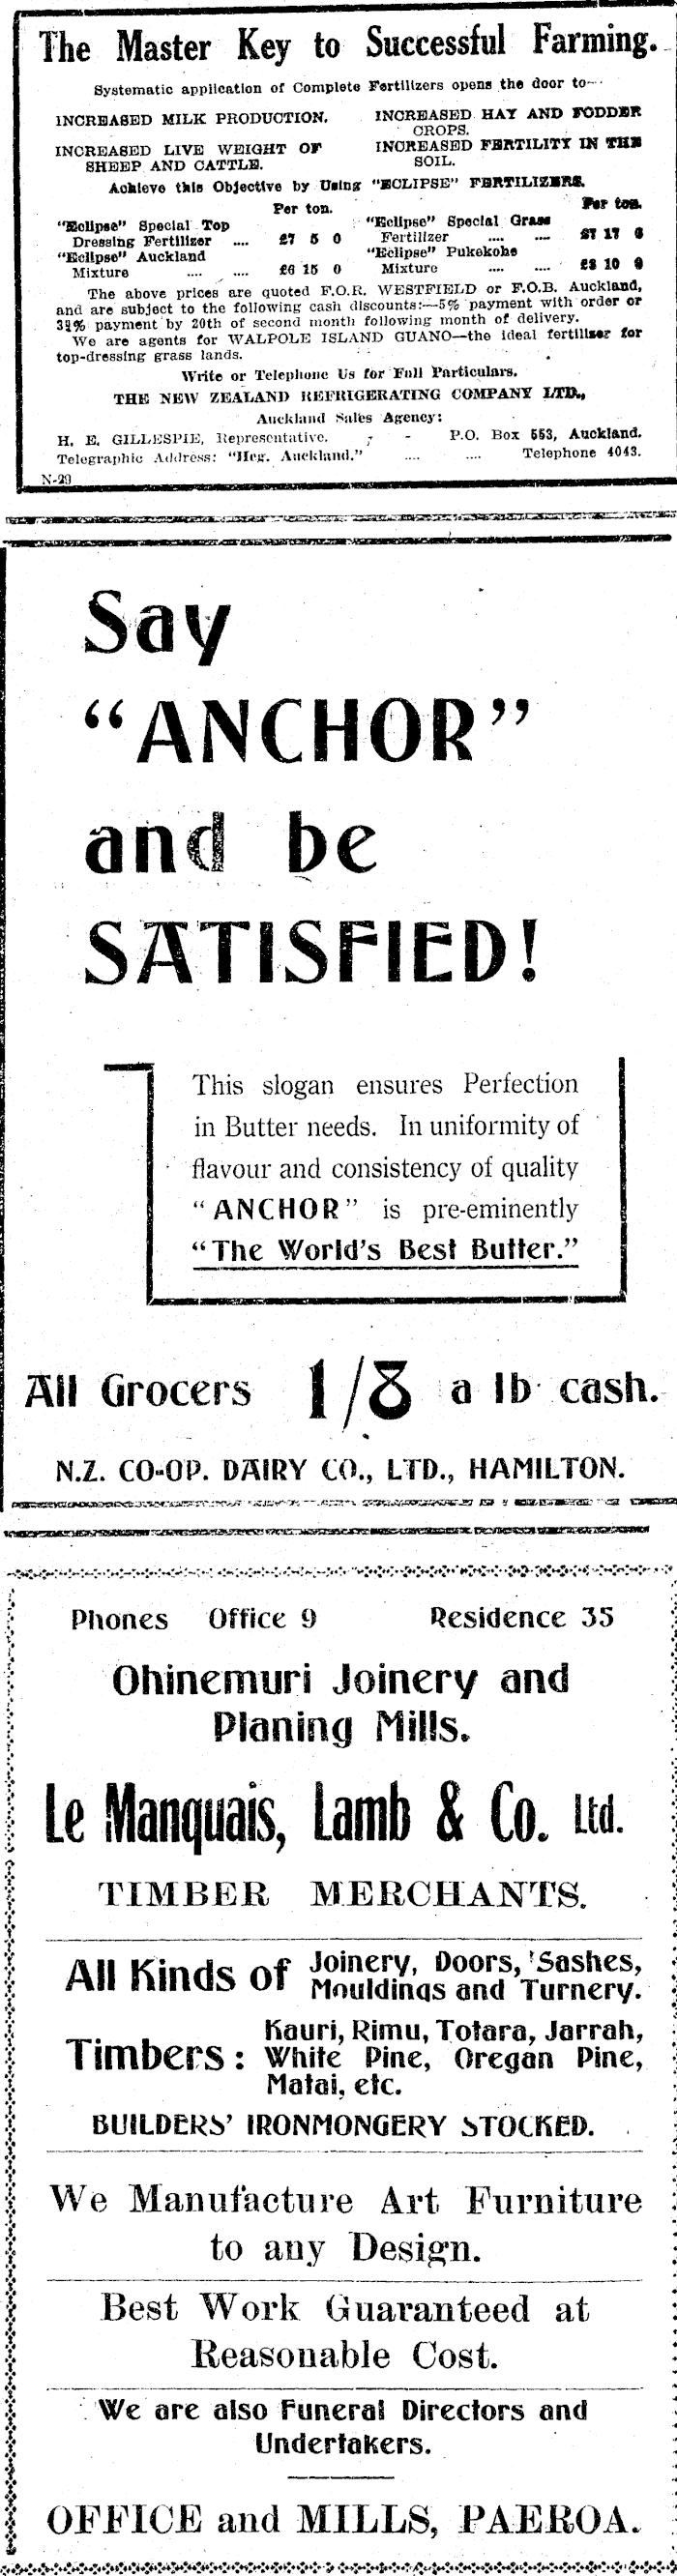 The Master Key to Successful Farming.
Systematic application of Complete Fertilizers opens the door to—
INCREASED MILK PRODUCTION. INCREASED HAY AND FODDER CROPS.
INCREASED LIVE WEIGHT OF SHEEP AND CATTLE. INCREASED FERTILITY IN THE SOIL.
Achieve this Objective by Using "ECLIPSE" FERTILIZERS.
Per ton. Per ton.
"Eclipse" Special Top Dressing Fertilizer .... £7 5 0
"Eclipse" Special Grass Fertilizer .... .... £7 17 6
"Eclipse" Auckland Mixture .... .... £6 15 0
"Eclipse" Pukekohe Mixture .... .... £8 10 0
The above prices are quoted F.O.R. WESTFIELD or F.O.B. Auckland,
and are subject to the following cash discounts:—5% payment with order or
3¾% payment by 20th of second month following month of delivery.
We are agents for WALPOLE ISLAND GUANO—the ideal fertilizer for
top-dressing grass lands.
Write or Telephone Us for Full Particulars.
THE NEW ZEALAND REFRIGERATING COMPANY LTD.,
Auckland Sales Agency:
H. E. GILLESPIE, Representative. - - P.O. Box 553, Auckland.
Telegraphic Address: "Reg. Auckland." .... .... Telephone 4043.
N-29
Say
"ANCHOR"
and be
SATISFIED!
This slogan ensures Perfection
in Butter needs. In uniformity of
flavour and consistency of quality
"ANCHOR" is pre-eminently
"The World's Best Butter."
All Grocers 1/8 a lb cash.
N.Z. CO-OP. DAIRY CO., LTD., HAMILTON.
Phones Office 9 Residence 35
Ohinemuri Joinery and
Planing Mills.
Le Manquais, Lamb & Co. Ltd.
TIMBER MERCHANTS.
All Kinds of Joinery, Doors, Sashes,
Mouldings and Turnery.
Timbers: Kauri, Rimu, Totara, Jarrah,
White Pine, Oregan Pine,
Matai, etc.
BUILDERS' IRONMONGERY STOCKED.
We Manufacture Art Furniture
to any Design.
Best Work Guaranteed at
Reasonable Cost.
We are also Funeral Directors and
Undertakers.
OFFICE and MILLS, PAEROA.